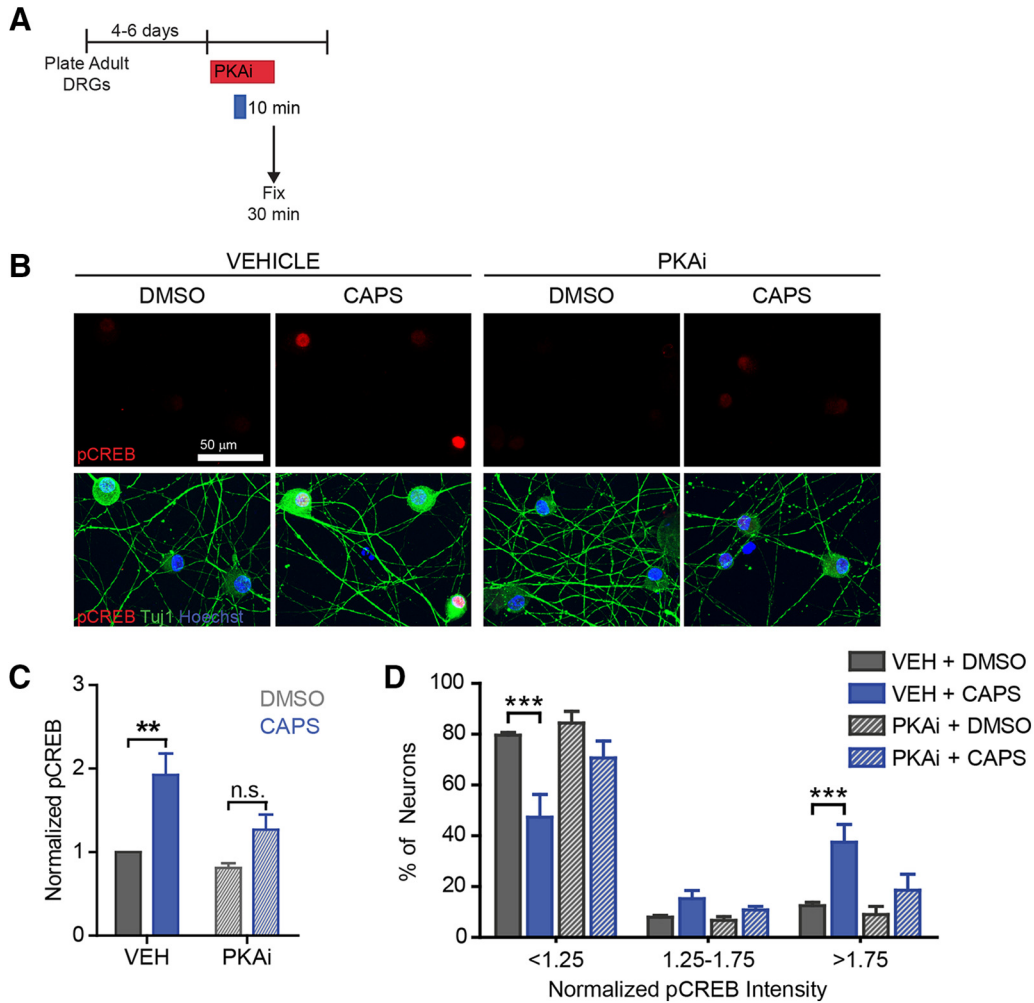 A
4-6 days
Plate Adult
DRGs
PKAi
10 min
Fix
30 min
B
VEHICLE
PKAi
DMSO
CAPS
DMSO
CAPS
pCREB
50 µm
pCREB Tuj1 Hoechst
C
Normalized pCREB
3
2
1
0
**
n.s.
DMSO
CAPS
VEH
PKAi
D
% of Neurons
100
80
60
40
20
0
***
***
VEH + DMSO
VEH + CAPS
PKAi + DMSO
PKAi + CAPS
<1.25
1.25-1.75
>1.75
Normalized pCREB Intensity